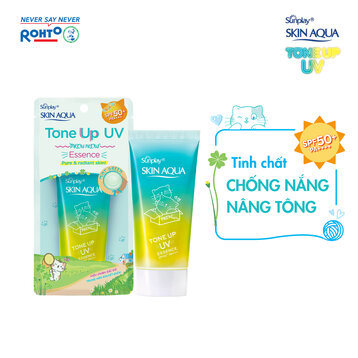 NEVER SAY NEVER
ROHTO
Sunplay®
SKIN AQUA
TONE UP
UV
Sunplay®
SKIN AQUA
SPF50+
PA++++
Tone Up UV
Essence
Pure & radiant skin!
Sunplay®
SKIN AQUA
TONE UP
UV
ESSENCE
SPF50+
PA++++
Tinh chất
CHỐNG NẮNG
NÂNG TÔNG